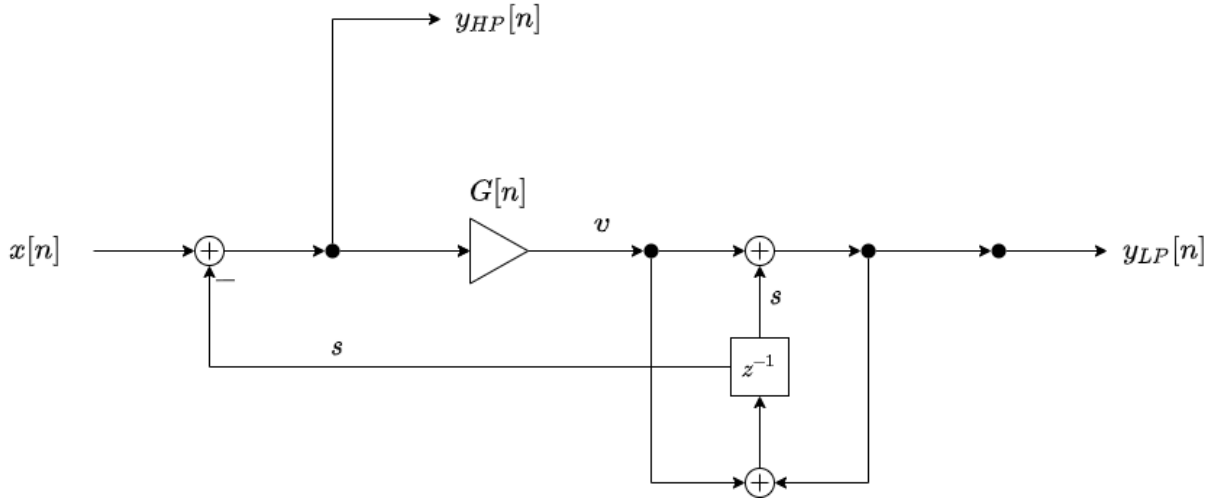 y_{HP}[n]
G[n]
x[n]
+
v
+
y_{LP}[n]
−
s
s
z^{-1}
+